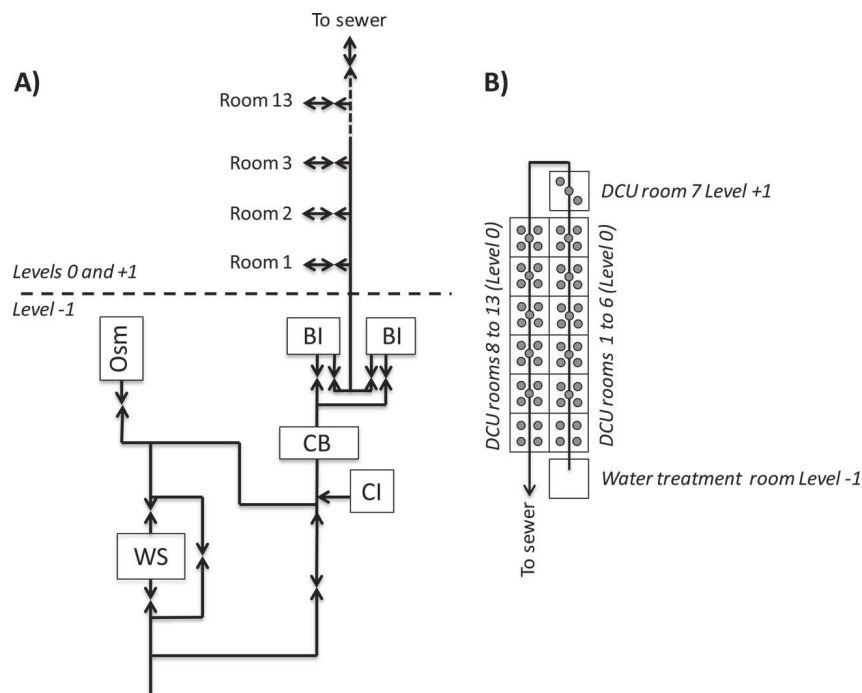 To sewer
A)
Room 13
Room 3
Room 2
Room 1
Levels 0 and +1
Level -1
Osm
BI
BI
CB
CI
WS
B)
DCU room 7 Level +1
DCU rooms 8 to 13 (Level 0)
DCU rooms 1 to 6 (Level 0)
Water treatment room Level -1
To sewer